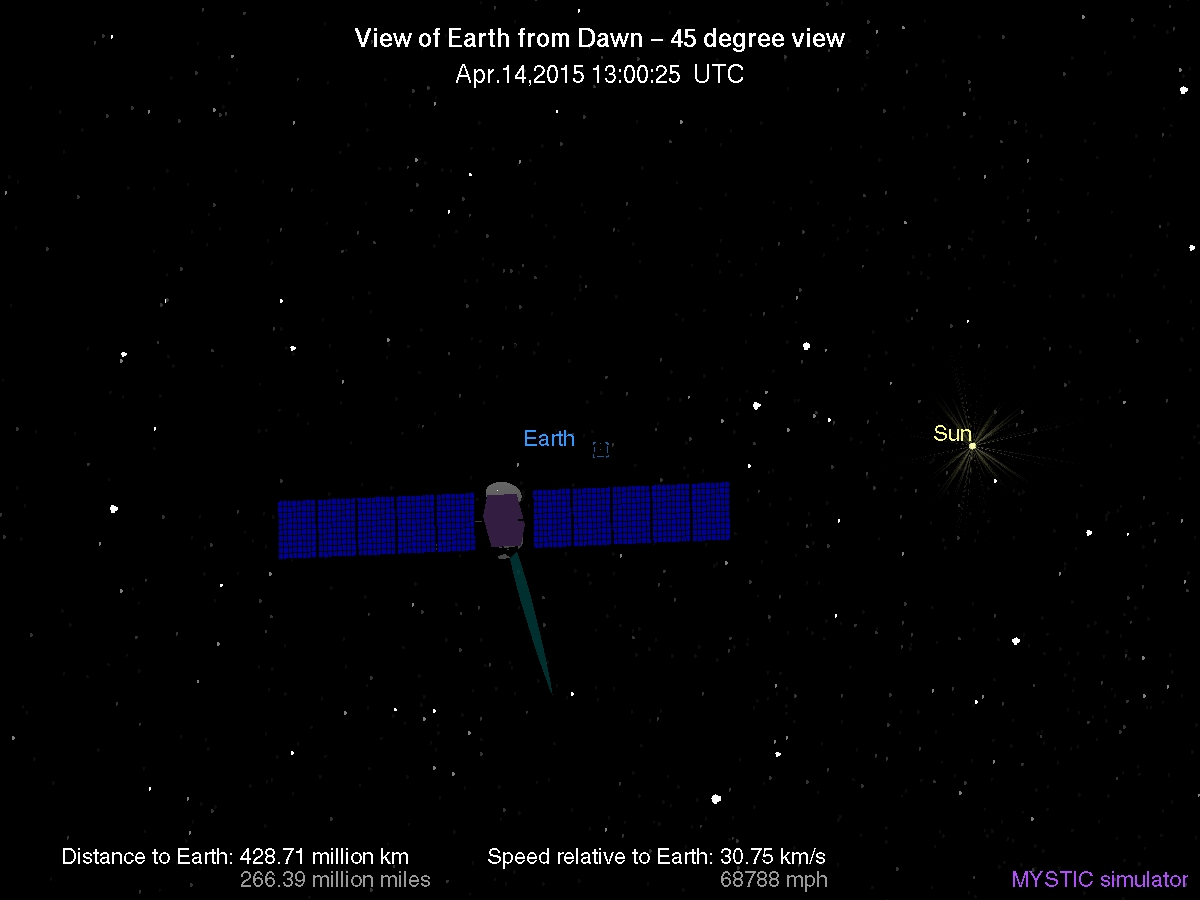 View of Earth from Dawn – 45 degree view
Apr.14,2015 13:00:25 UTC
Sun
Earth
Distance to Earth: 428.71 million km
266.39 million miles
Speed relative to Earth: 30.75 km/s
68788 mph
MYSTIC simulator